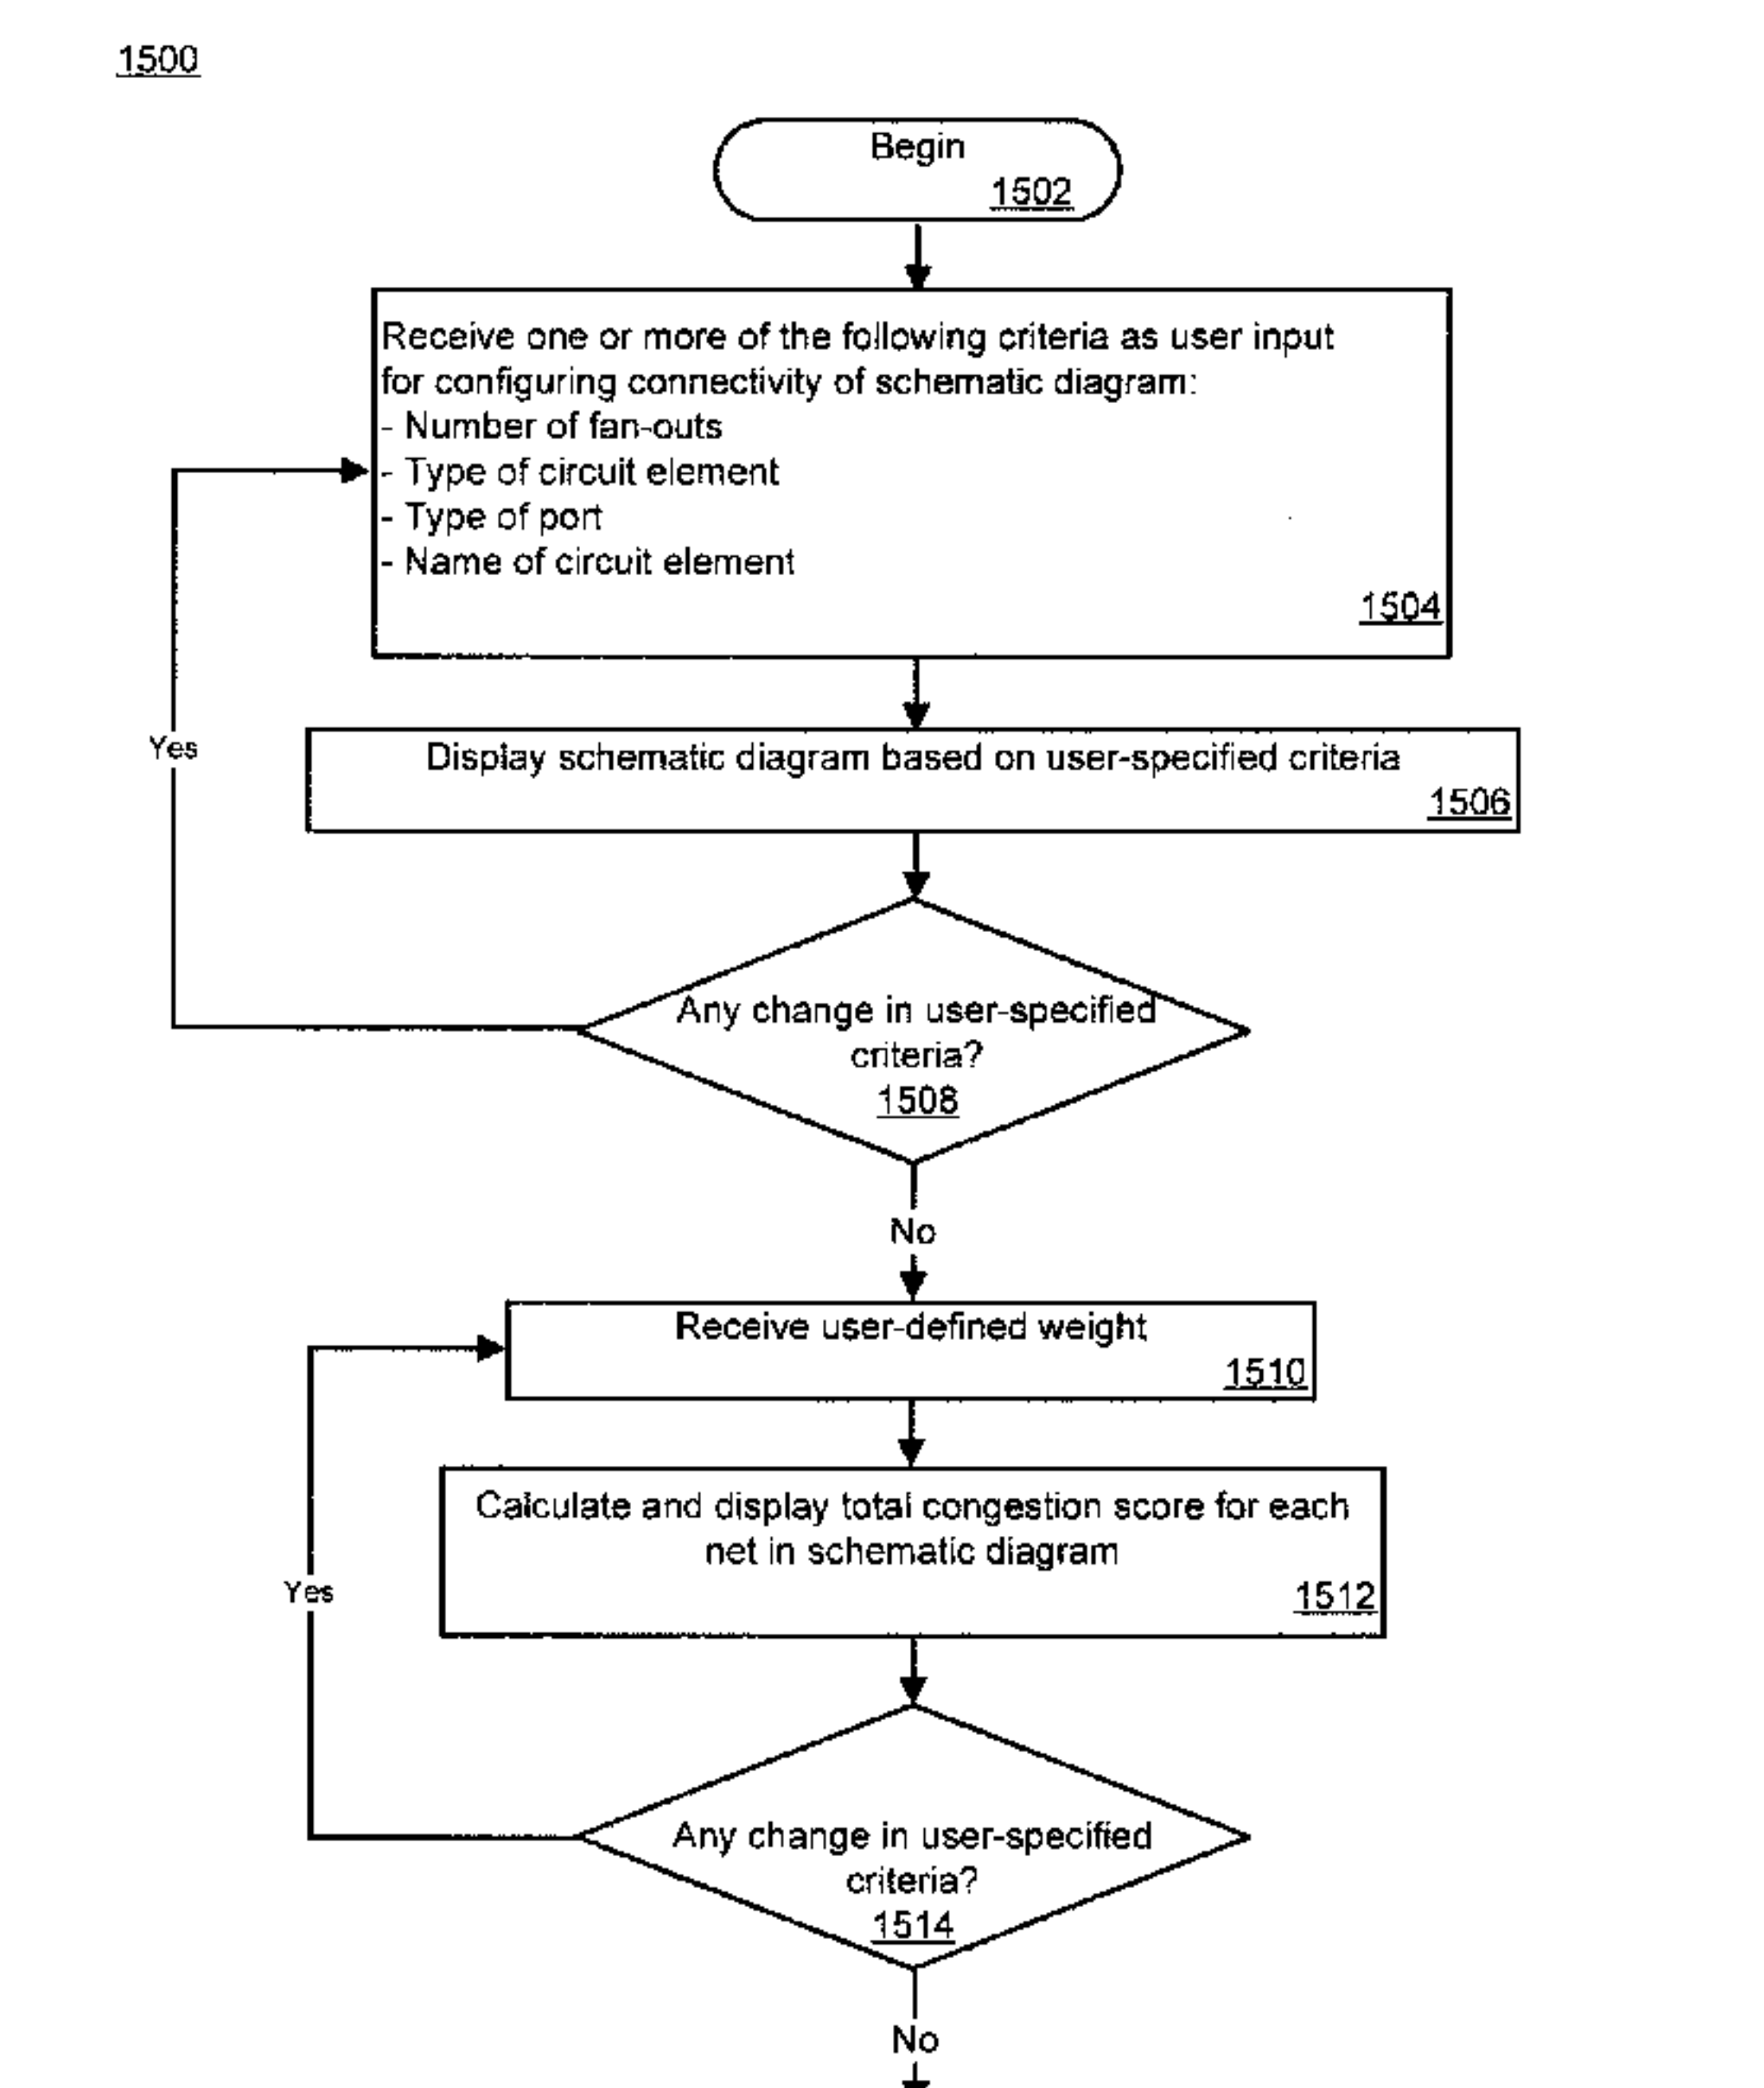 1500
Begin
1502
Receive one or more of the following criteria as user input
for configuring connectivity of schematic diagram:
- Number of fan-outs
- Type of circuit element
- Type of port
- Name of circuit element
1504
Yes
Display schematic diagram based on user-specified criteria
1506
Any change in user-specified
criteria?
1508
No
Receive user-defined weight
1510
Calculate and display total congestion score for each
net in schematic diagram
1512
Yes
Any change in user-specified
criteria?
1514
No